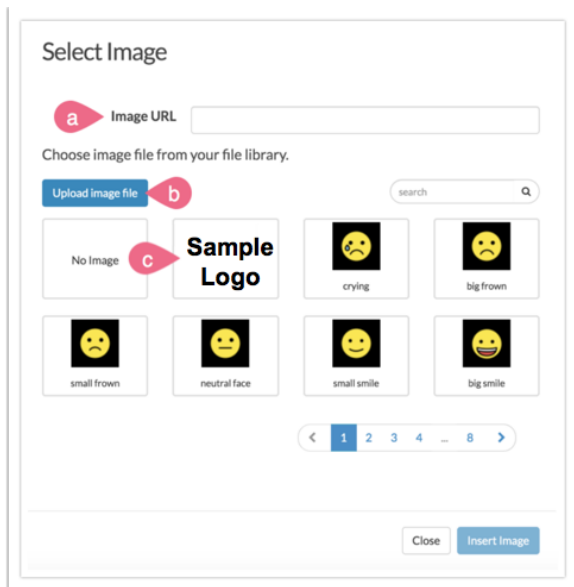 Select Image
a Image URL
Choose image file from your file library.
Upload image file b search
No Image c Sample
Logo
crying
big frown
small frown
neutral face
small smile
big smile
1 2 3 4 ... 8
Close Insert Image